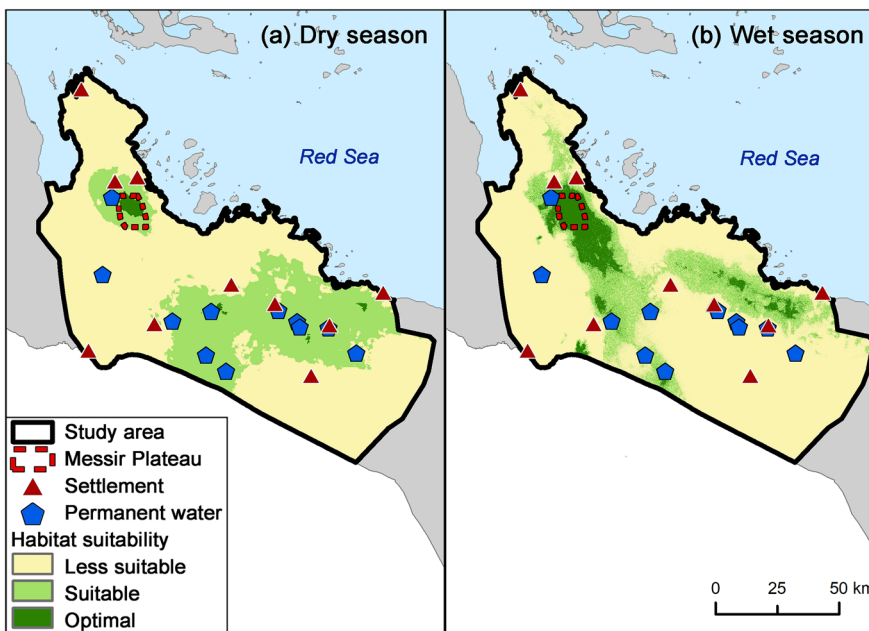 (a) Dry season
(b) Wet season
Red Sea
Red Sea
Study area
Messir Plateau
Settlement
Permanent water
Habitat suitability
Less suitable
Suitable
Optimal
0 25 50 km